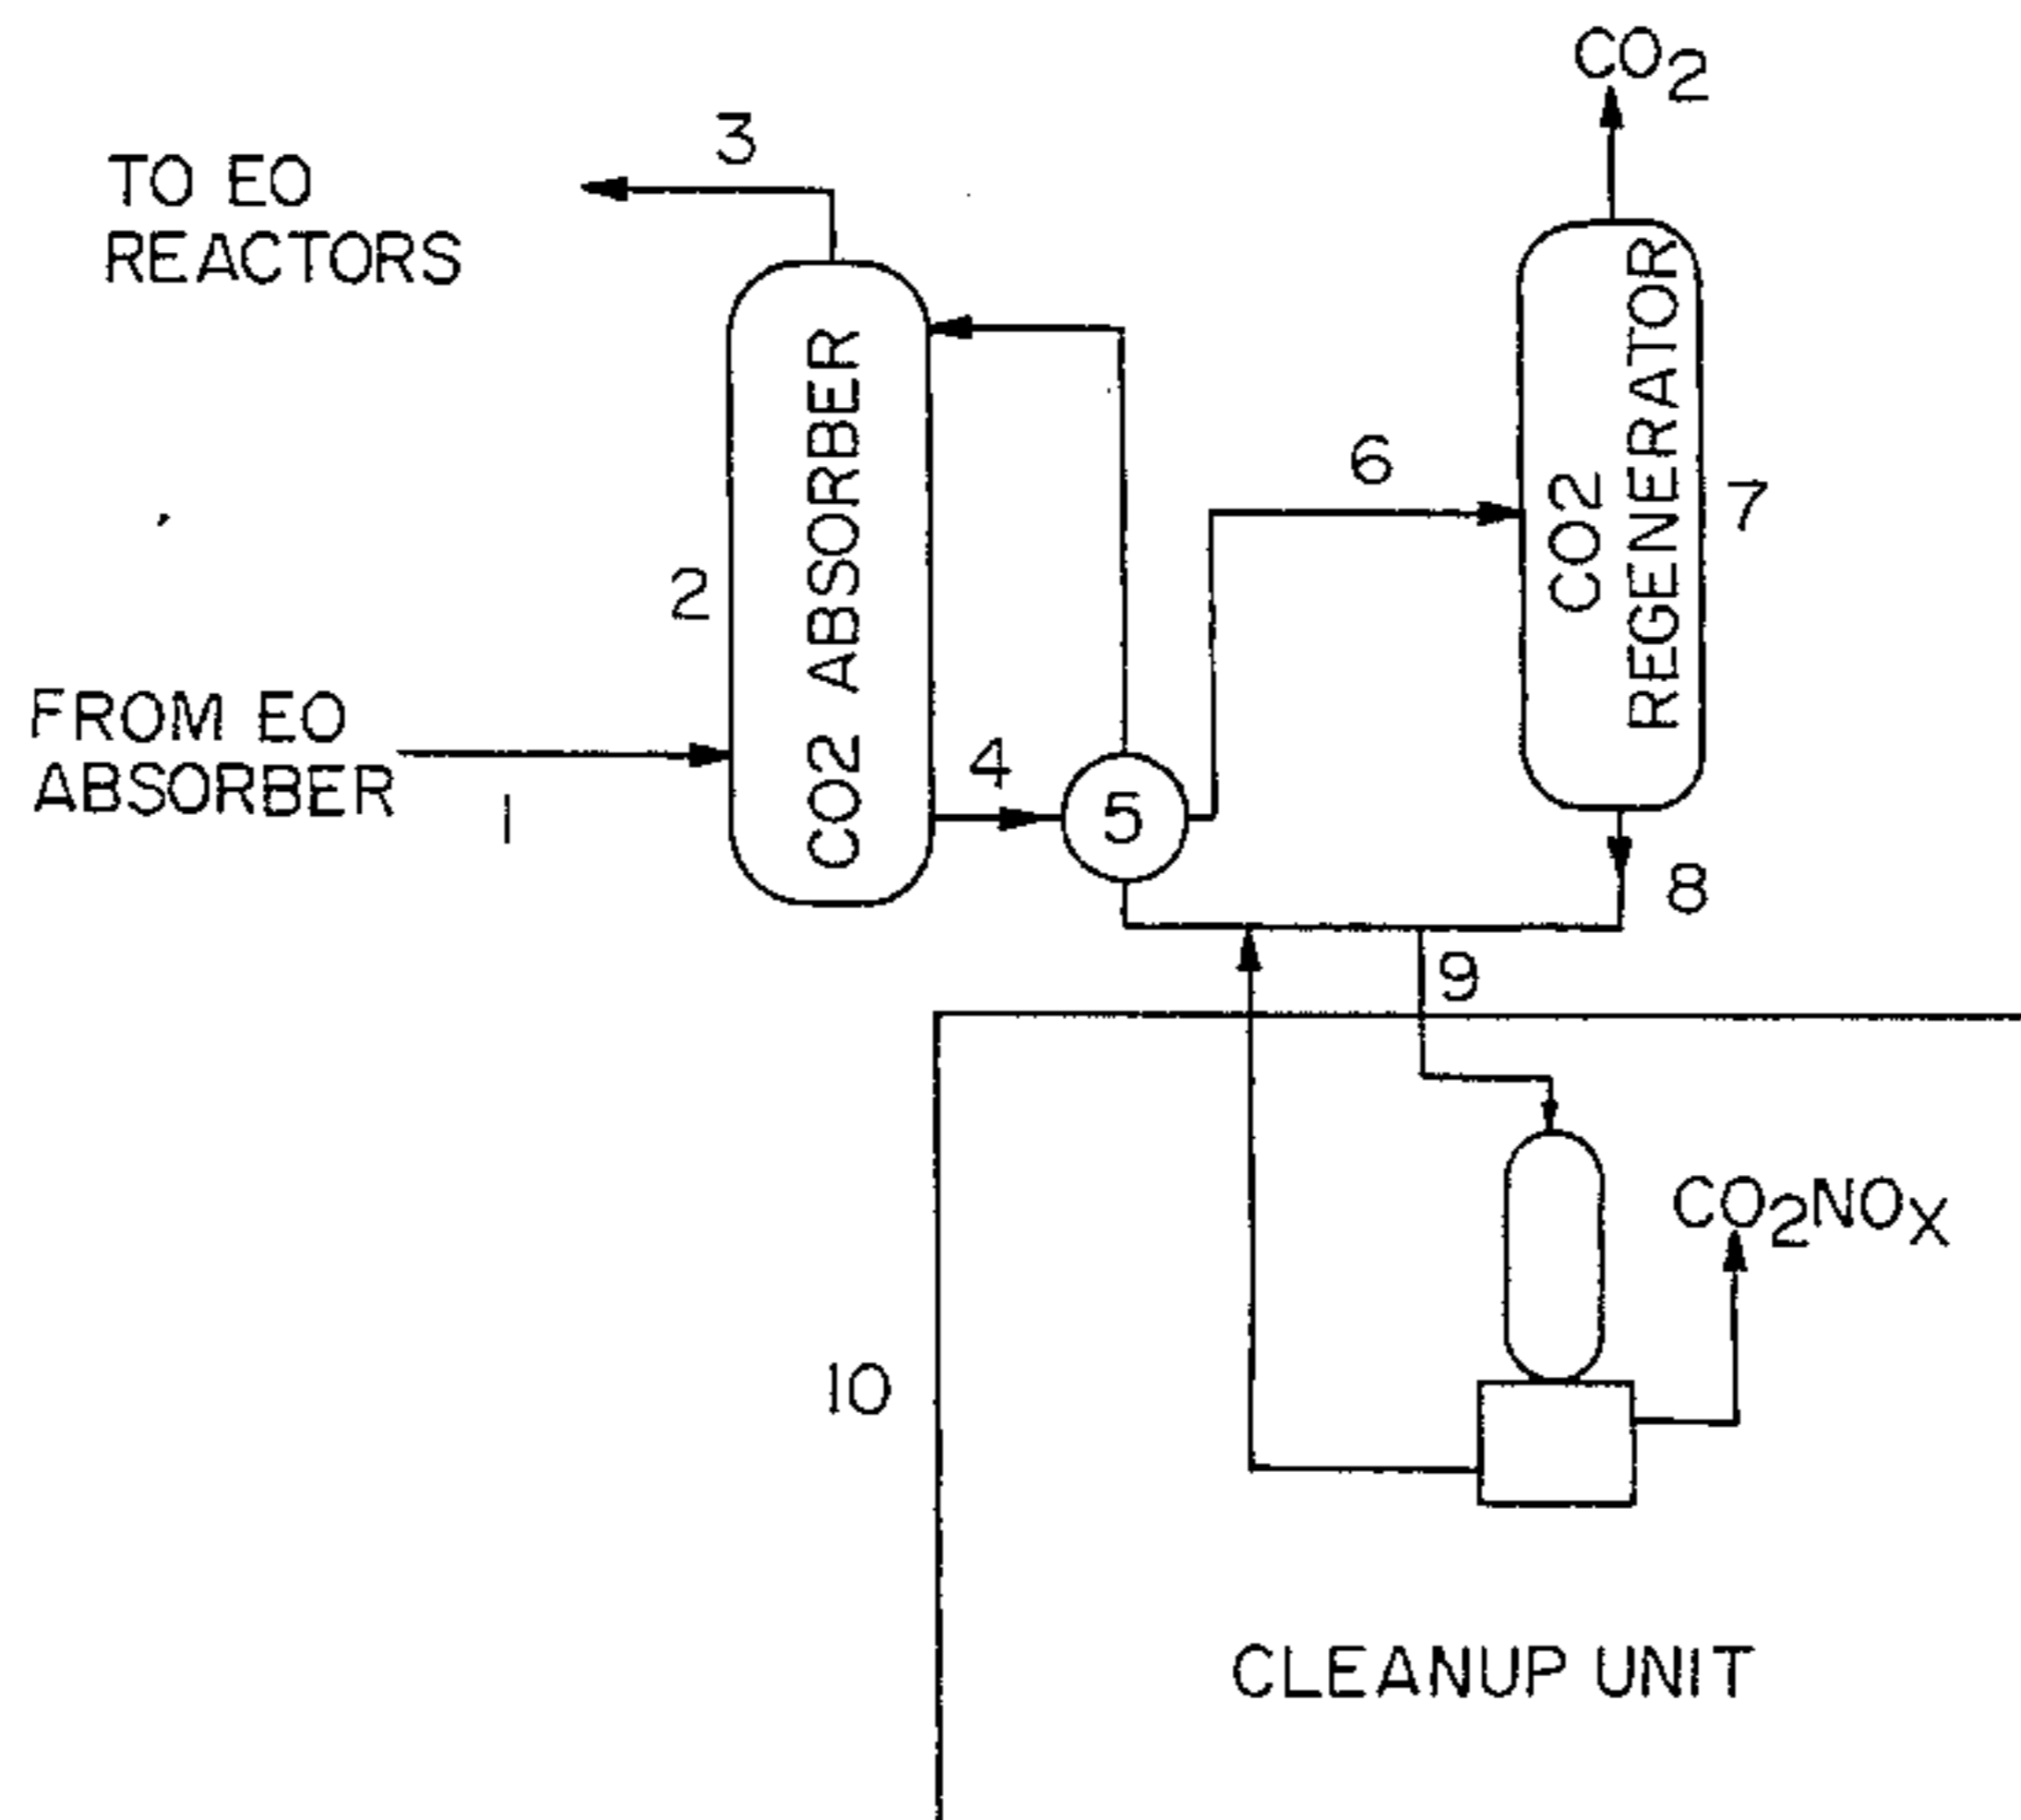 CO2
3
TO EO
REACTORS
CO2 ABSORBER
CO2
REGENERATOR
6
7
2
FROM EO
ABSORBER
1
4
5
8
9
CO2NOX
10
CLEANUP UNIT